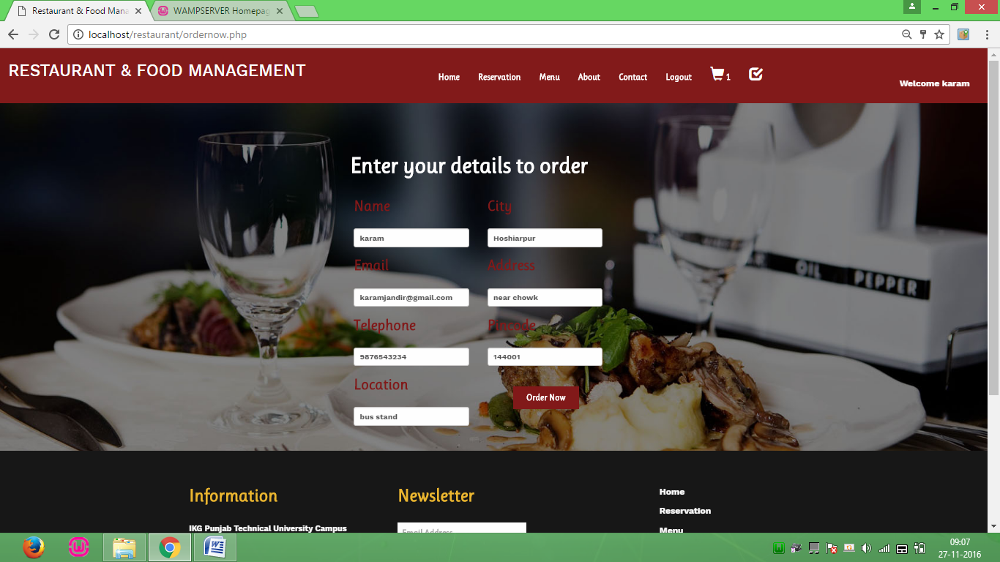 Restaurant & Food Mana
WAMPSERVER Homepag
localhost/restaurant/ordernow.php
RESTAURANT & FOOD MANAGEMENT
Home
Reservation
Menu
About
Contact
Logout
1
Welcome karam
Enter your details to order
Name
City
karam
Hoshiarpur
Email
Address
karamjandir@gmail.com
near chowk
Telephone
Pincode
9876543234
144001
Location
Order Now
bus stand
OIL
PEPPER
Information
Newsletter
Home
Reservation
IKG Punjab Technical University Campus
Email Address
Menu
09:07
27-11-2016